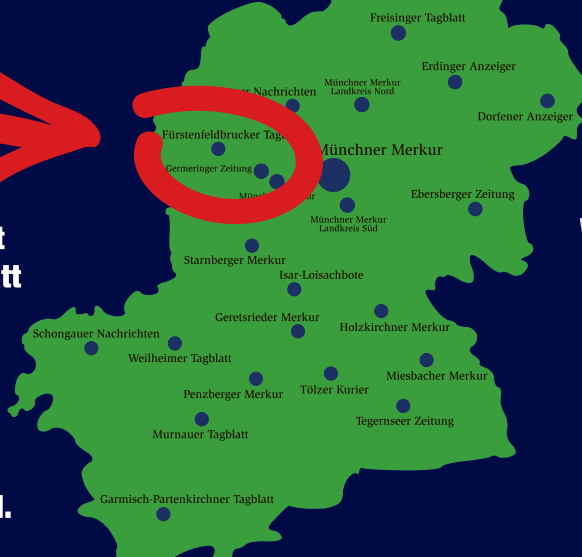 Freisinger Tagblatt
Erdinger Anzeiger
Münchner Merkur
Landkreis Nord
Nachrichten
Dorfener Anzeiger
Fürstenfeldbrucker
Münchner Merkur
Germeringer Zeitung
Ebersberger Zeitung
Münchner Merkur
Landkreis Süd
Starnberger Merkur
Isar-Loisachbote
Geretsrieder Merkur
Holzkirchner Merkur
Schongauer Nachrichten
Weilheimer Tagblatt
Miesbacher Merkur
Penzberger Merkur
Tölzer Kurier
Tegernseer Zeitung
Murnauer Tagblatt
Garmisch-Partenkirchner Tagblatt